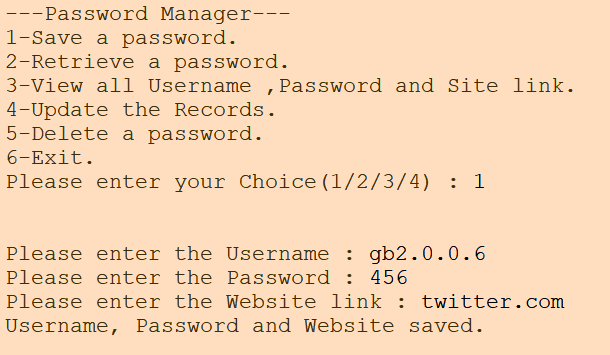 ---Password Manager---
1-Save a password.
2-Retrieve a password.
3-View all Username ,Password and Site link.
4-Update the Records.
5-Delete a password.
6-Exit.
Please enter your Choice(1/2/3/4) : 1
Please enter the Username : gb2.0.0.6
Please enter the Password : 456
Please enter the Website link : twitter.com
Username, Password and Website saved.